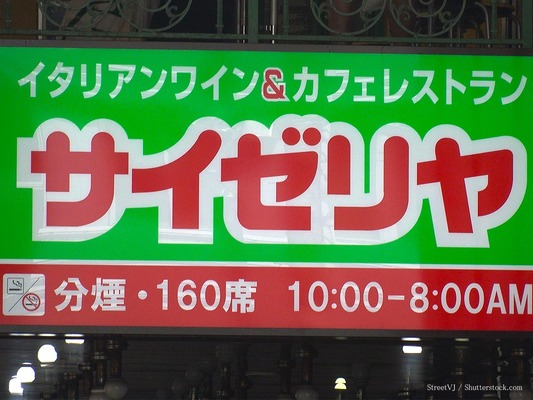 イタリアンワイン&カフェレストラン
サイゼリヤ
分煙・160席 10:00-8:00AM
StreetVJ / Shutterstock.com